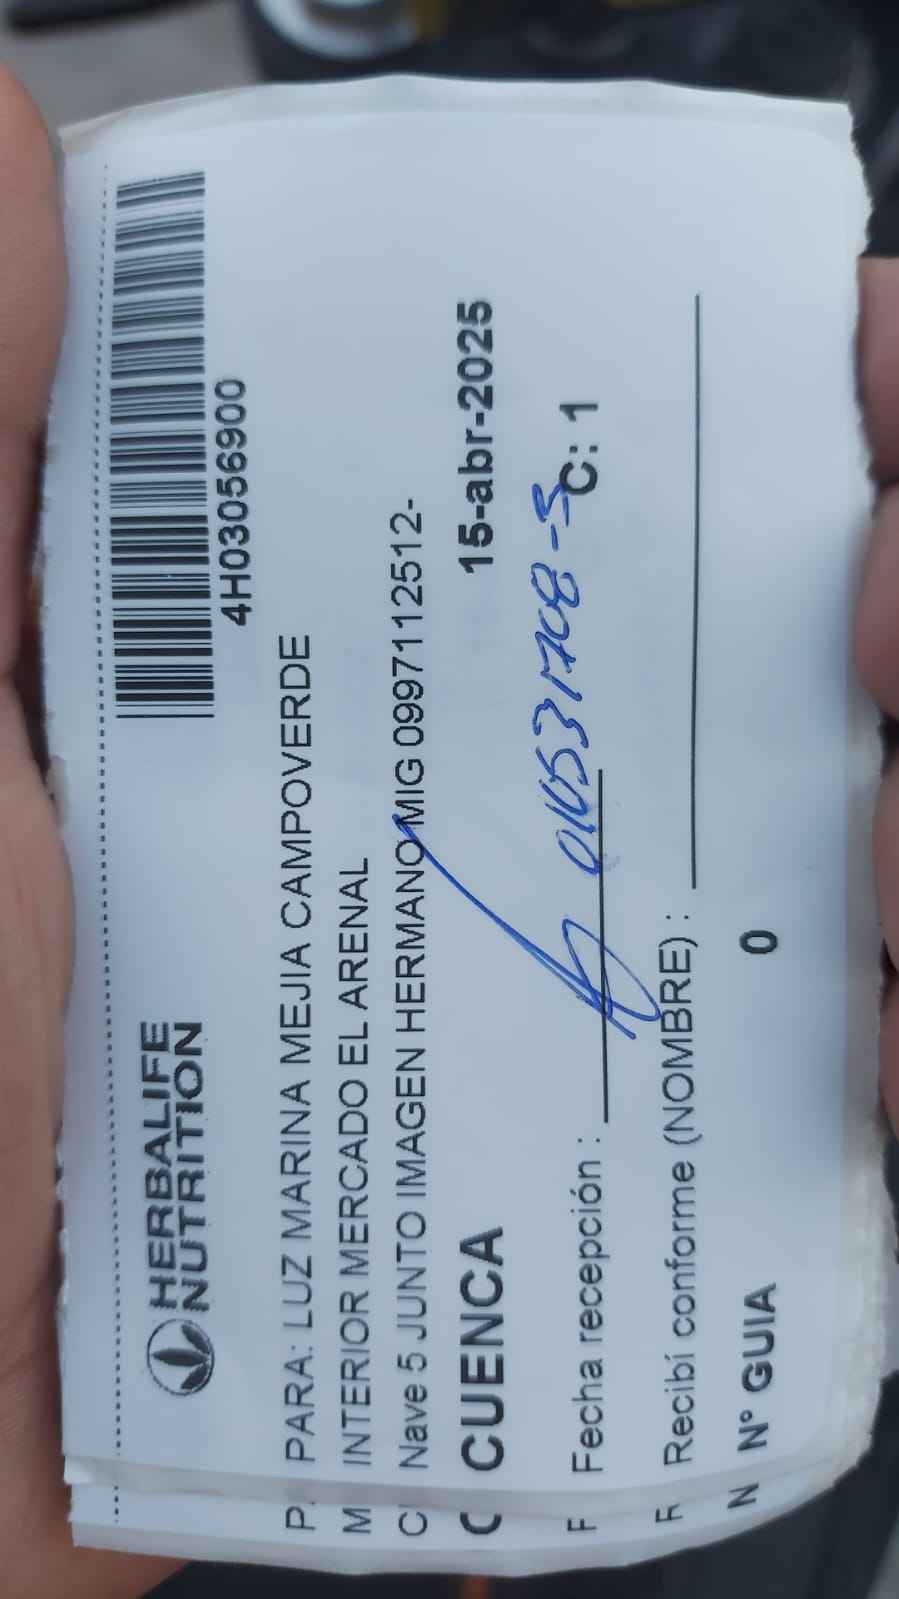 HERBALIFE
NUTRITION
4H03056900
PARA: LUZ MARINA MEJIA CAMPOVERDE
INTERIOR MERCADO EL ARENAL
Nave 5 JUNTO IMAGEN HERMANO MIG 0997112512-
CUENCA 15-abr-2025
010531708-5
Fecha recepción : C: 1
Recibí conforme (NOMBRE) :
N° GUIA 0
P
M
C
C
F
R
N